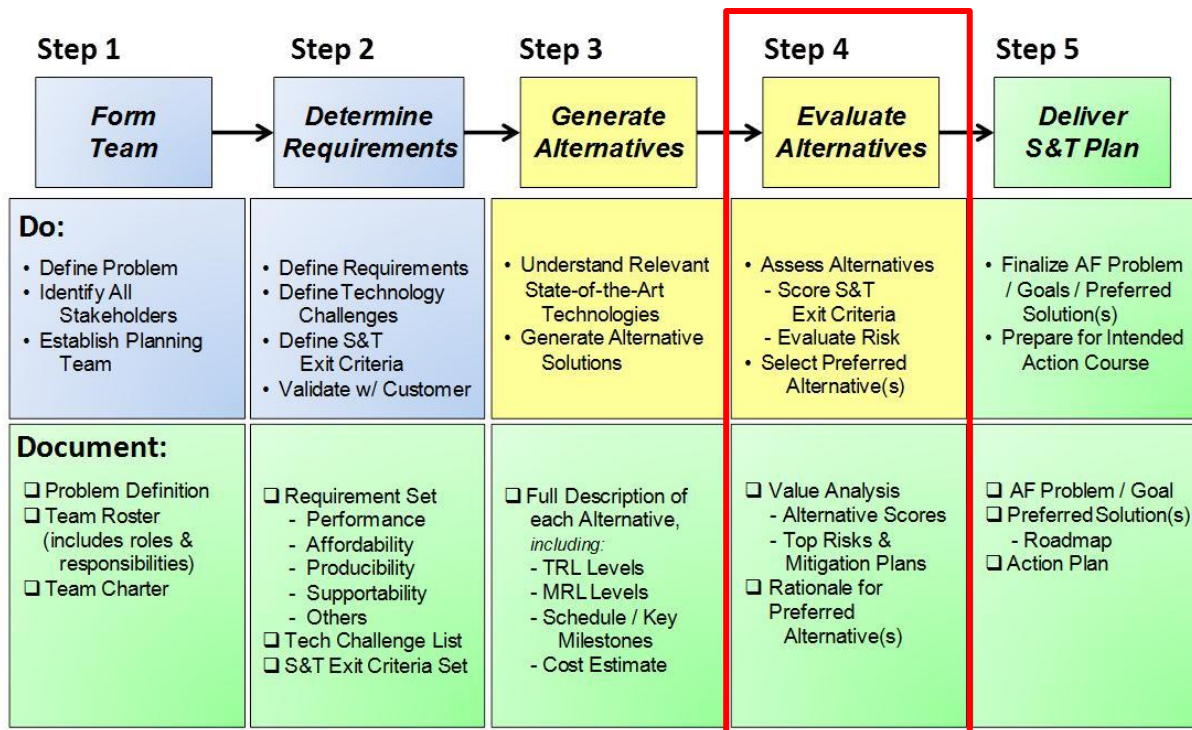 Step 1
Step 2
Step 3
Step 4
Step 5
Form
Team
Determine
Requirements
Generate
Alternatives
Evaluate
Alternatives
Deliver
S&T Plan
Do:
• Define Problem
• Identify All
Stakeholders
• Establish Planning
Team
• Define Requirements
• Define Technology
Challenges
• Define S&T
Exit Criteria
• Validate w/ Customer
• Understand Relevant
State-of-the-Art
Technologies
• Generate Alternative
Solutions
• Assess Alternatives
- Score S&T
Exit Criteria
- Evaluate Risk
• Select Preferred
Alternative(s)
• Finalize AF Problem
/ Goals / Preferred
Solution(s)
• Prepare for Intended
Action Course
Document:
❑ Problem Definition
❑ Team Roster
(includes roles &
responsibilities)
❑ Team Charter
❑ Requirement Set
- Performance
- Affordability
- Producibility
- Supportability
- Others
❑ Tech Challenge List
❑ S&T Exit Criteria Set
❑ Full Description of
each Alternative,
including:
- TRL Levels
- MRL Levels
- Schedule / Key
Milestones
- Cost Estimate
❑ Value Analysis
- Alternative Scores
- Top Risks &
Mitigation Plans
❑ Rationale for
Preferred
Alternative(s)
❑ AF Problem / Goal
❑ Preferred Solution(s)
- Roadmap
❑ Action Plan